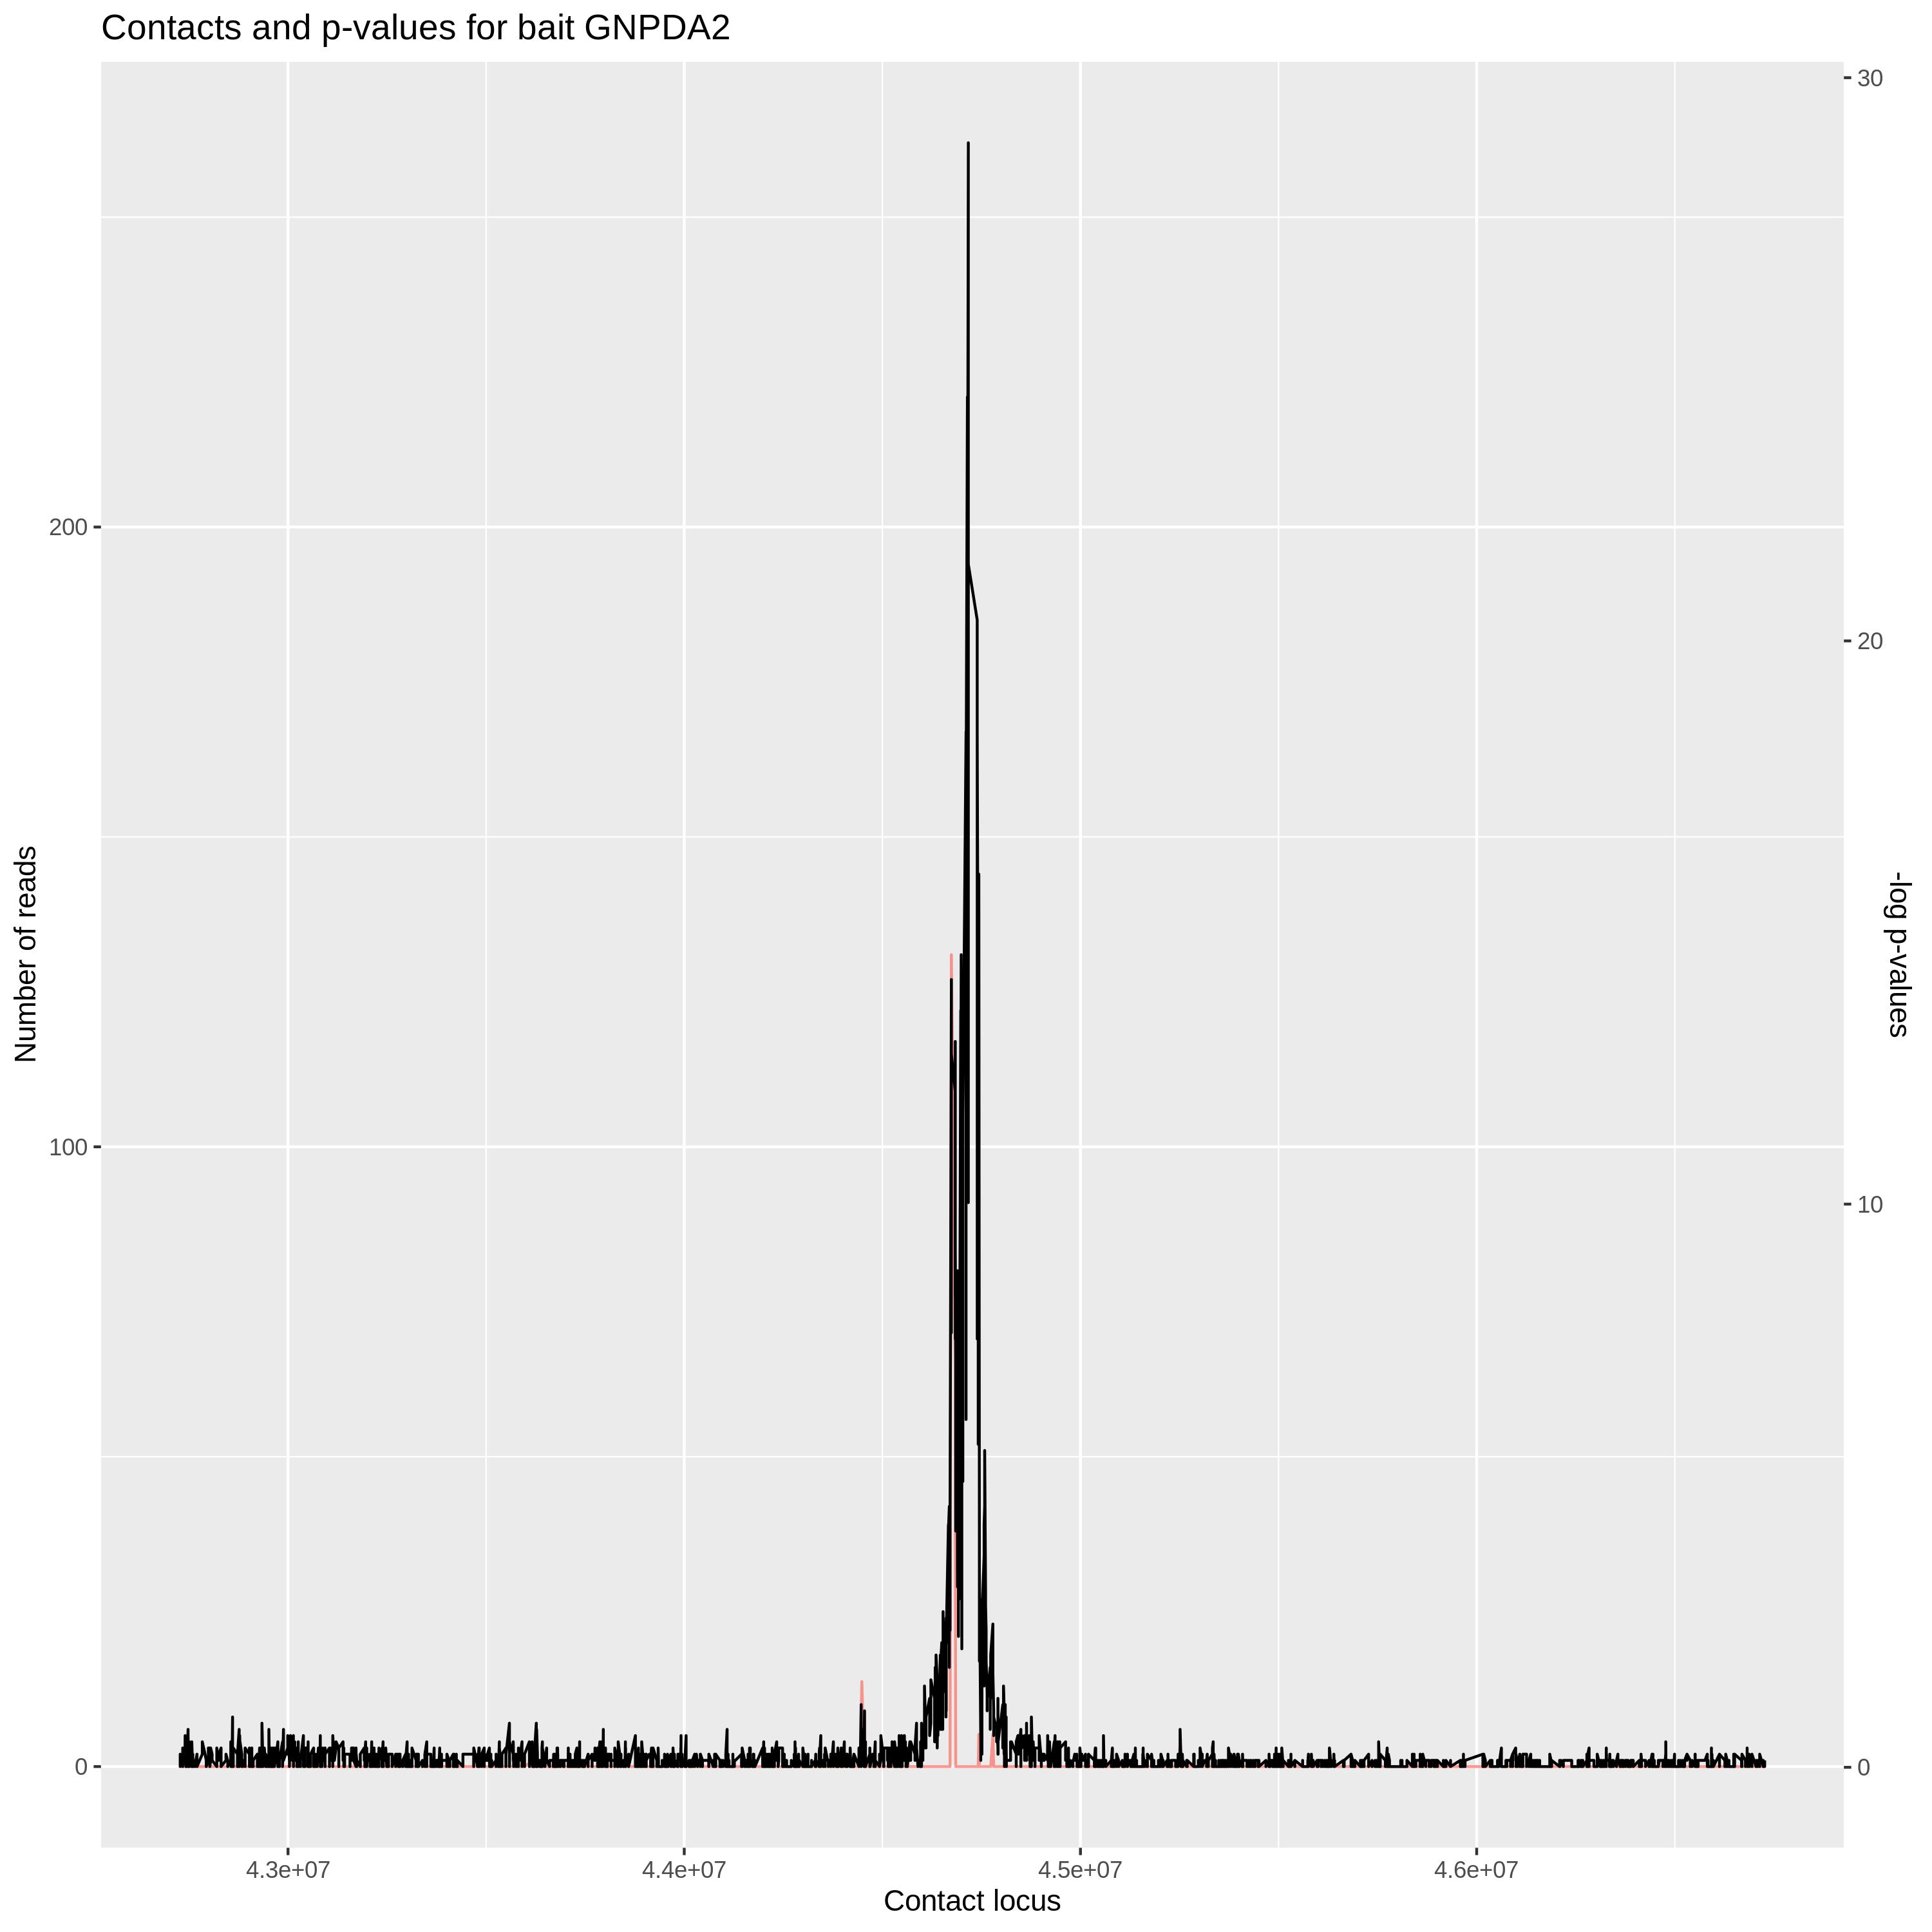 Contacts and p-values for bait GNPDA2
30
200
20
Number of reads
-log p-values
100
10
0
0
4.3e+07
4.4e+07
4.5e+07
4.6e+07
Contact locus